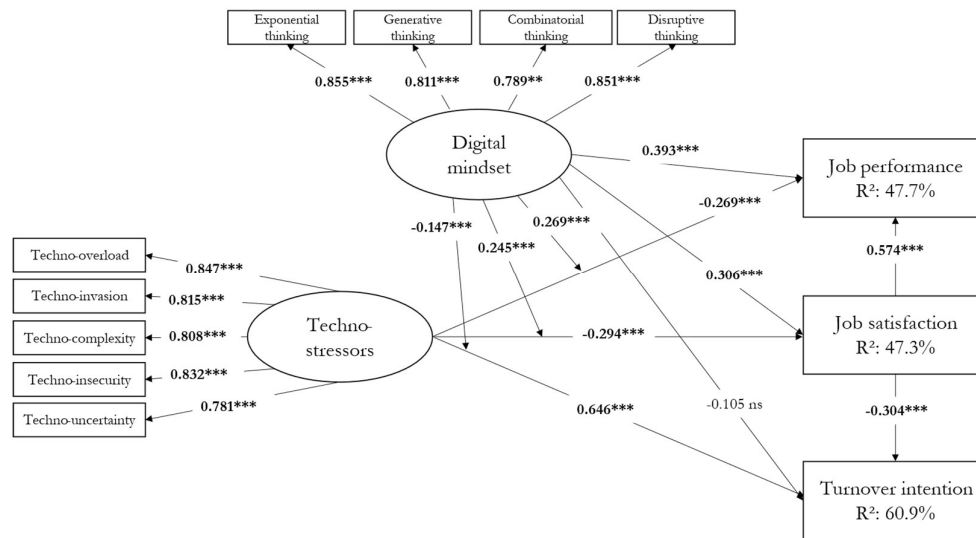 Exponential
thinking
Generative
thinking
Combinatorial
thinking
Disruptive
thinking
0.855***
0.811***
0.789**
0.851***
Digital
mindset
0.393***
Job performance
R²: 47.7%
-0.269***
-0.147***
0.245***
0.269***
0.574***
0.306***
Techno-overload
0.847***
Techno-invasion
0.815***
Techno-complexity
0.808***
Techno-insecurity
0.832***
Techno-uncertainty
0.781***
Techno-
stressors
-0.294***
Job satisfaction
R²: 47.3%
0.646***
-0.105 ns
-0.304***
Turnover intention
R²: 60.9%